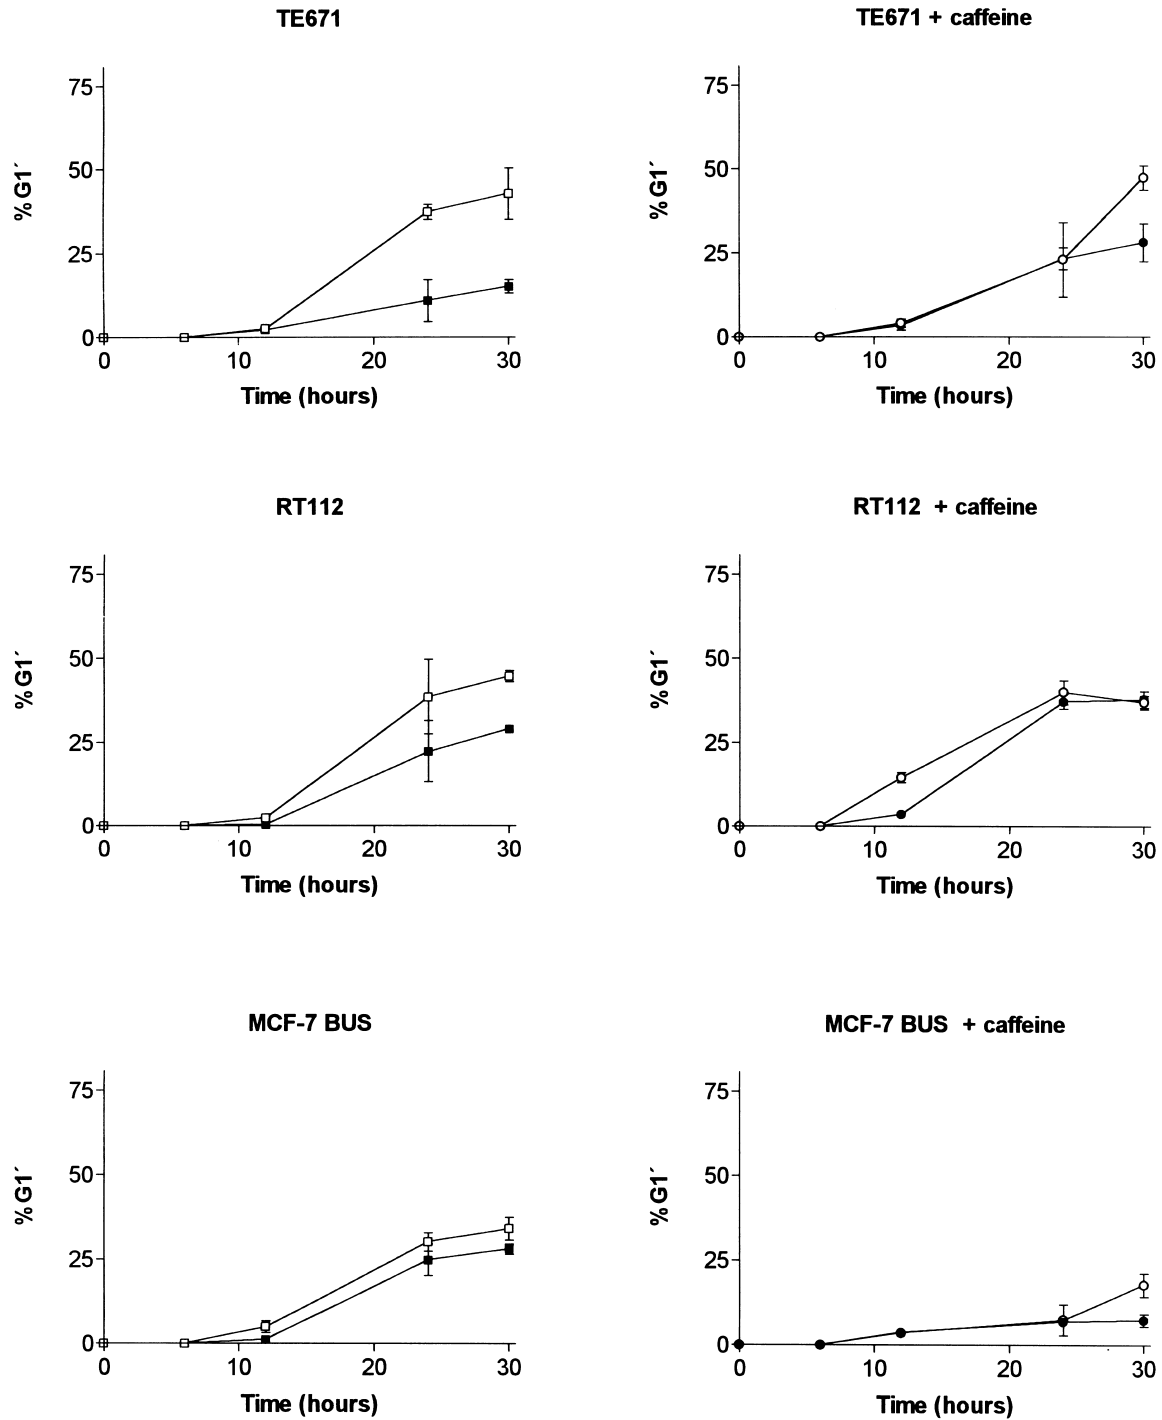 TE671
75
50
25
0
% G1´
0 10 20 30
Time (hours)
TE671 + caffeine
75
50
25
0
% G1´
0 10 20 30
Time (hours)
RT112
75
50
25
0
% G1´
0 10 20 30
Time (hours)
RT112 + caffeine
75
50
25
0
% G1´
0 10 20 30
Time (hours)
MCF-7 BUS
75
50
25
0
% G1´
0 10 20 30
Time (hours)
MCF-7 BUS + caffeine
75
50
25
0
% G1´
0 10 20 30
Time (hours)